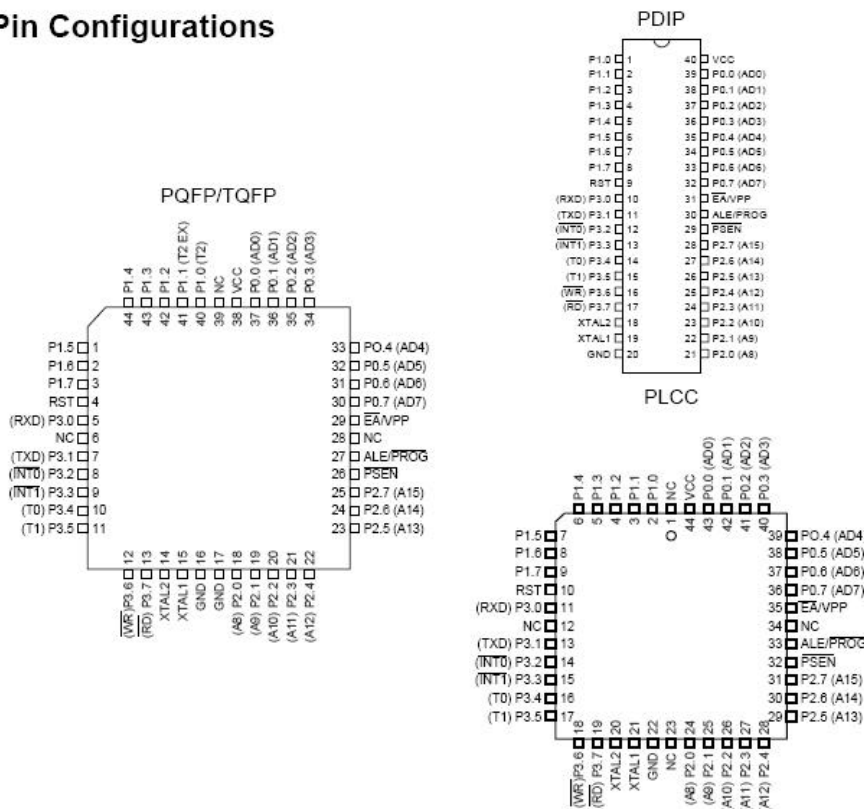 Pin Configurations
PDIP
P1.0 1 40 VCC
P1.1 2 39 P0.0 (AD0)
P1.2 3 38 P0.1 (AD1)
P1.3 4 37 P0.2 (AD2)
P1.4 5 36 P0.3 (AD3)
P1.5 6 35 P0.4 (AD4)
P1.6 7 34 P0.5 (AD5)
P1.7 8 33 P0.6 (AD6)
RST 9 32 P0.7 (AD7)
(RXD) P3.0 10 31 EA/VPP
(TXD) P3.1 11 30 ALE/PROG
(INT0) P3.2 12 29 PSEN
(INT1) P3.3 13 28 P2.7 (A15)
(T0) P3.4 14 27 P2.6 (A14)
(T1) P3.5 15 26 P2.5 (A13)
(WR) P3.6 16 25 P2.4 (A12)
(RD) P3.7 17 24 P2.3 (A11)
XTAL2 18 23 P2.2 (A10)
XTAL1 19 22 P2.1 (A9)
GND 20 21 P2.0 (A8)
PQFP/TQFP
P1.4 P1.3 P1.2 P1.1 (T2 EX) P1.0 (T2) NC VCC P0.0 (AD0) P0.1 (AD1) P0.2 (AD2) P0.3 (AD3)
44 43 42 41 40 39 38 37 36 35 34
P1.5 1 33 PO.4 (AD4)
P1.6 2 32 P0.5 (AD5)
P1.7 3 31 P0.6 (AD6)
RST 4 30 P0.7 (AD7)
(RXD) P3.0 5 29 EA/VPP
NC 6 28 NC
(TXD) P3.1 7 27 ALE/PROG
(INT0) P3.2 8 26 PSEN
(INT1) P3.3 9 25 P2.7 (A15)
(T0) P3.4 10 24 P2.6 (A14)
(T1) P3.5 11 23 P2.5 (A13)
12 13 14 15 16 17 18 19 20 21 22
(WR)P3.6 (RD) P3.7 XTAL2 XTAL1 GND GND (A8) P2.0 (A9) P2.1 (A10) P2.2 (A11) P2.3 (A12) P2.4
PLCC
P1.4 P1.3 P1.2 P1.1 P1.0 NC VCC P0.0 (AD0) P0.1 (AD1) P0.2 (AD2) P0.3 (AD3)
6 5 4 3 2 1 44 43 42 41 40
P1.5 7 39 PO.4 (AD4
P1.6 8 38 P0.5 (AD5)
P1.7 9 37 P0.6 (AD6)
RST 10 36 P0.7 (AD7)
(RXD) P3.0 11 35 EA/VPP
NC 12 34 NC
(TXD) P3.1 13 33 ALE/PROG
(INT0) P3.2 14 32 PSEN
(INT1) P3.3 15 31 P2.7 (A15)
(T0) P3.4 16 30 P2.6 (A14)
(T1) P3.5 17 29 P2.5 (A13)
18 19 20 21 22 23 24 25 26 27 28
(WR)P3.6 (RD) P3.7 XTAL2 XTAL1 GND NC (A8) P2.0 (A9) P2.1 (A10) P2.2 (A11) P2.3 (A12) P2.4